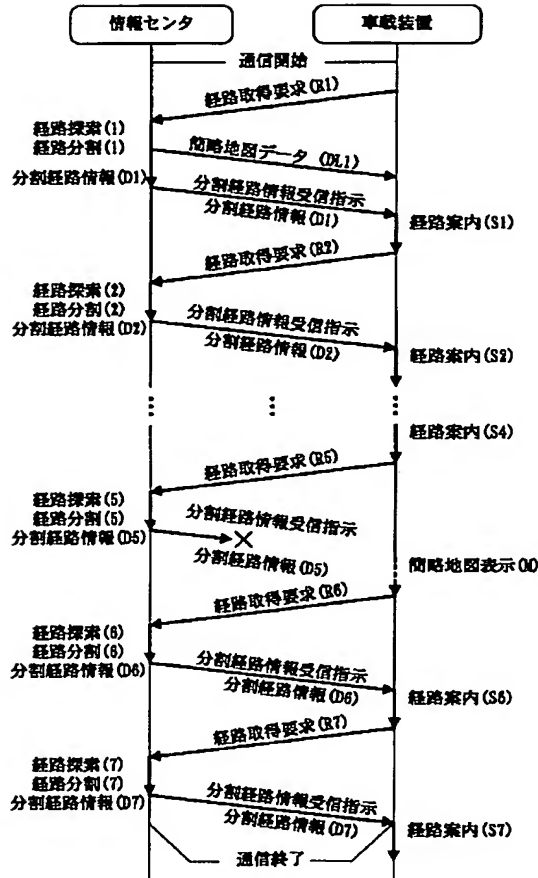 情報センタ
車載装置
通信開始
経路取得要求(R1)
経路探索(1)
経路分割(1)
簡略地図データ (DL1)
分割経路情報(D1)
分割経路情報受信指示
分割経路情報(D1)
経路案内(S1)
経路取得要求(R2)
経路探索(2)
経路分割(2)
分割経路情報(D2)
分割経路情報受信指示
分割経路情報(D2)
経路案内(S2)
経路案内(S4)
経路取得要求(R5)
経路探索(5)
経路分割(5)
分割経路情報(D5)
分割経路情報受信指示
分割経路情報(D5)
簡略地図表示(M)
経路取得要求(R6)
経路探索(6)
経路分割(6)
分割経路情報(D6)
分割経路情報受信指示
分割経路情報(D6)
経路案内(S6)
経路取得要求(R7)
経路探索(7)
経路分割(7)
分割経路情報(D7)
分割経路情報受信指示
分割経路情報(D7)
経路案内(S7)
通信終了